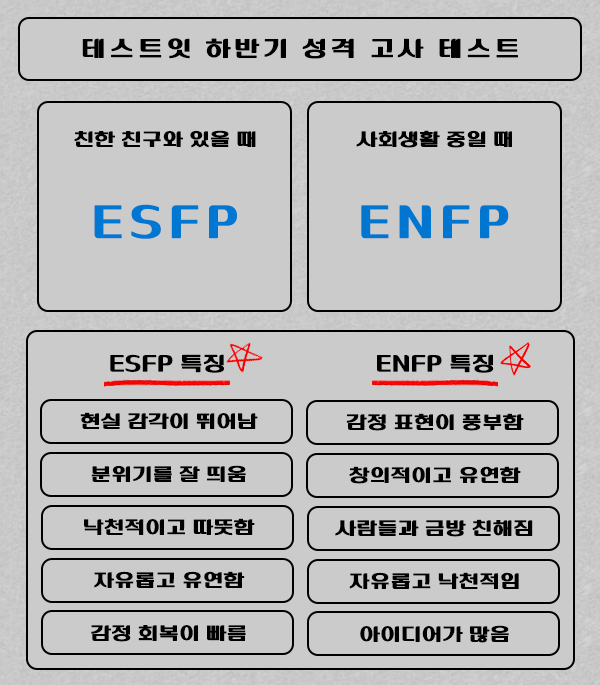 테스트잇 하반기 성격 고사 테스트
친한 친구와 있을 때
ESFP
사회생활 중일 때
ENFP
ESFP 특징
현실 감각이 뛰어남
분위기를 잘 띄움
낙천적이고 따뜻함
자유롭고 유연함
감정 회복이 빠름
ENFP 특징
감정 표현이 풍부함
창의적이고 유연함
사람들과 금방 친해짐
자유롭고 낙천적임
아이디어가 많음